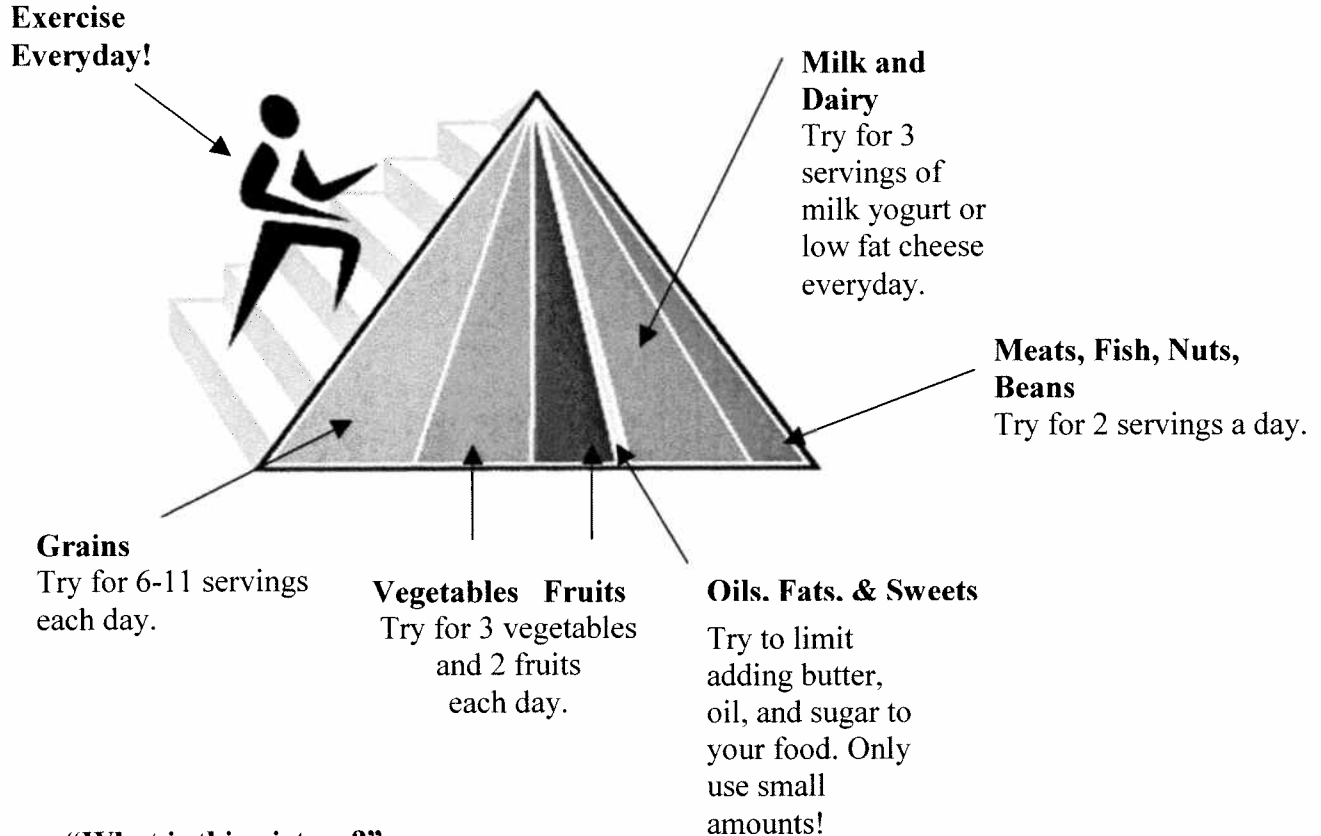 Exercise
Everyday!
Milk and
Dairy
Try for 3
servings of
milk yogurt or
low fat cheese
everyday.
Meats, Fish, Nuts,
Beans
Try for 2 servings a day.
Grains
Try for 6-11 servings
each day.
Vegetables Fruits
Try for 3 vegetables
and 2 fruits
each day.
Oils. Fats. & Sweets
Try to limit
adding butter,
oil, and sugar to
your food. Only
use small
amounts!